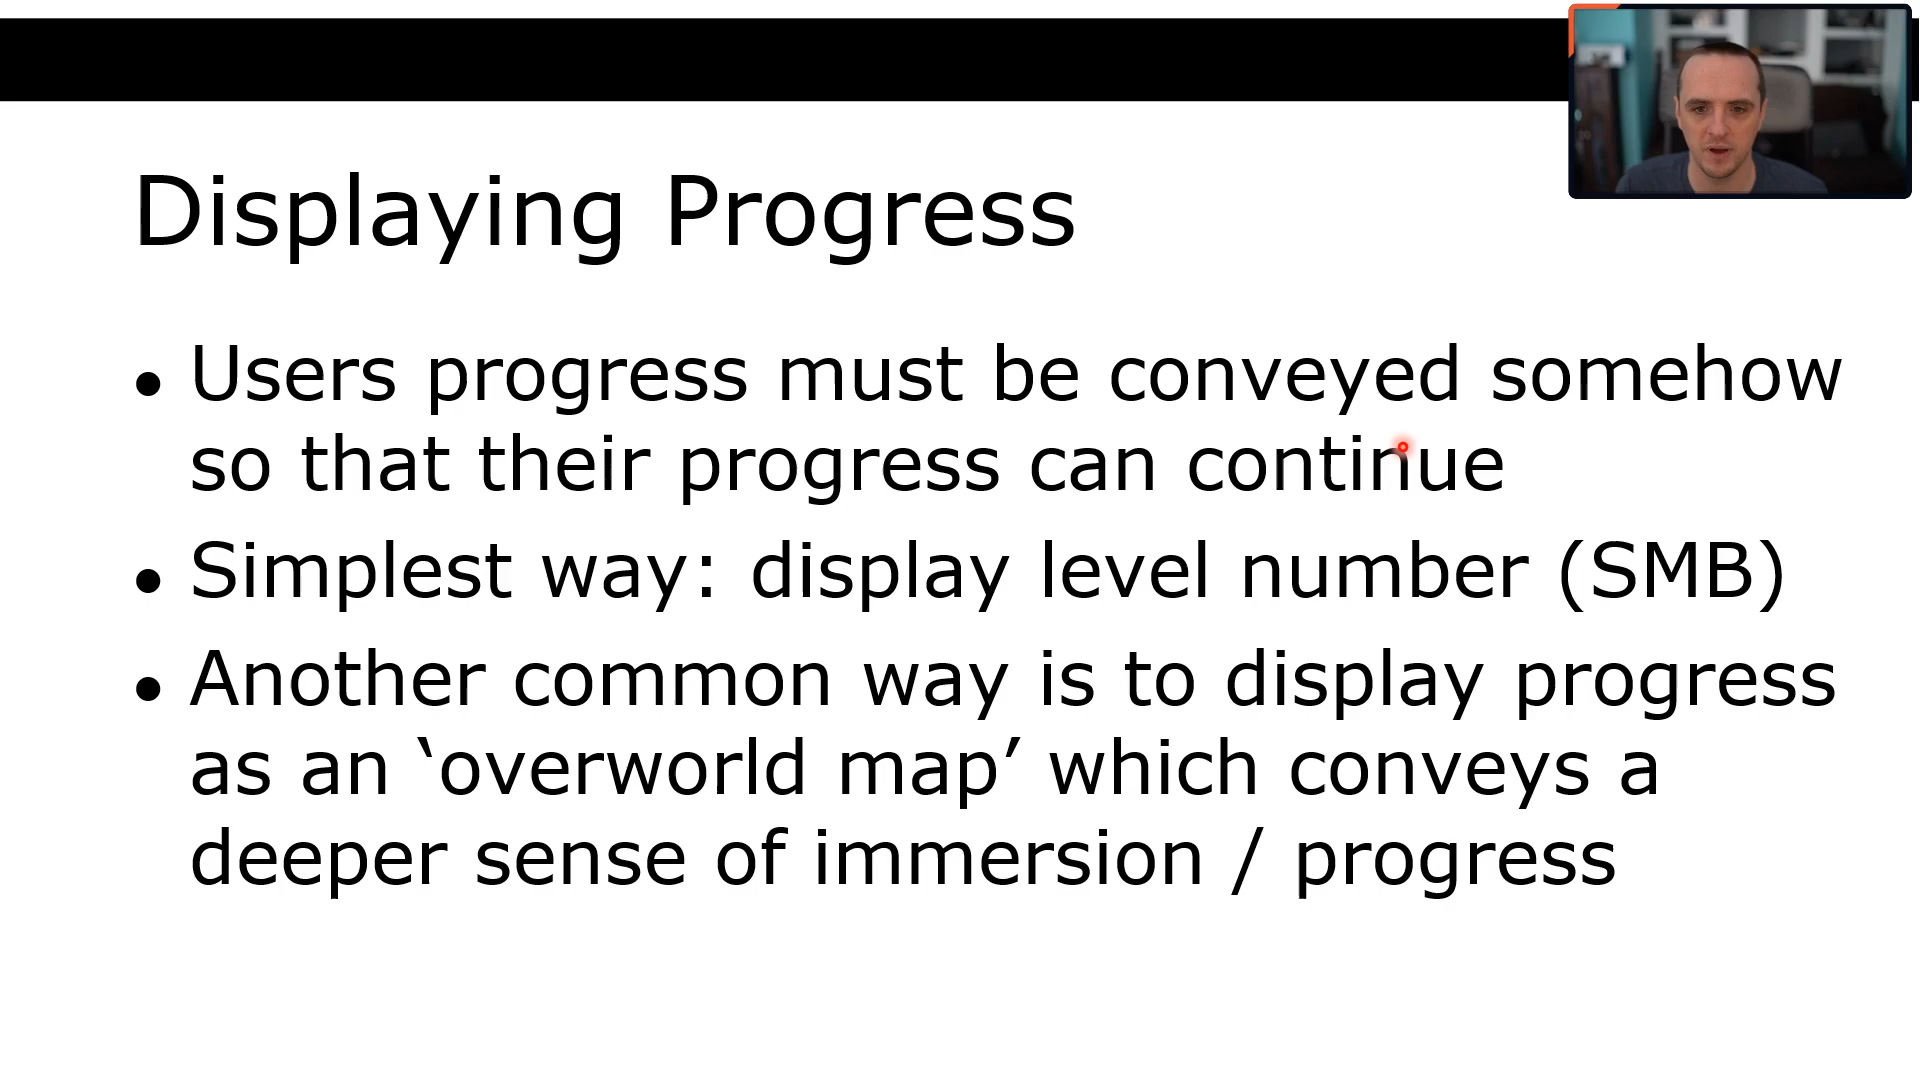 Displaying Progress
• Users progress must be conveyed somehow
so that their progress can continue
• Simplest way: display level number (SMB)
• Another common way is to display progress
as an ‘overworld map’ which conveys a
deeper sense of immersion / progress